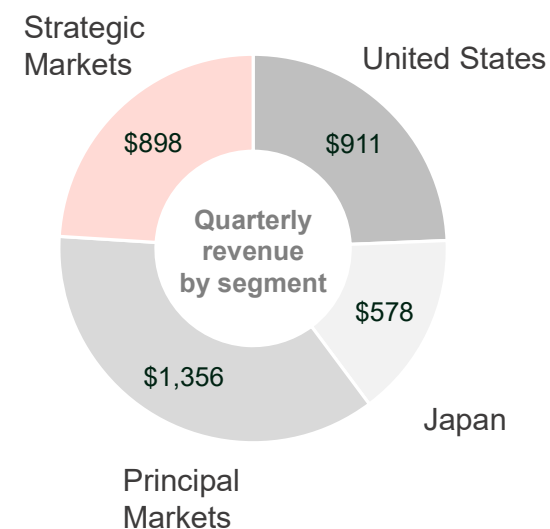 Strategic
Markets
United States
$898
$911
Quarterly
revenue
by segment
$578
$1,356
Japan
Principal
Markets